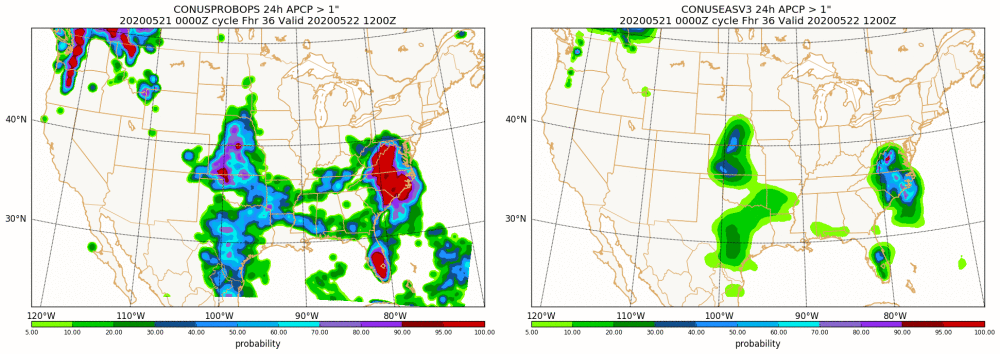 CONUSPROBOPS 24h APCP > 1"
20200521 0000Z cycle Fhr 36 Valid 20200522 1200Z
40°N
30°N
120°W 110°W 100°W 90°W 80°W
5.00 10.00 20.00 30.00 40.00 50.00 60.00 70.00 80.00 90.00 95.00 100.00
probability
CONUSEASV3 24h APCP > 1"
20200521 0000Z cycle Fhr 36 Valid 20200522 1200Z
40°N
30°N
120°W 110°W 100°W 90°W 80°W
5.00 10.00 20.00 30.00 40.00 50.00 60.00 70.00 80.00 90.00 95.00 100.00
probability